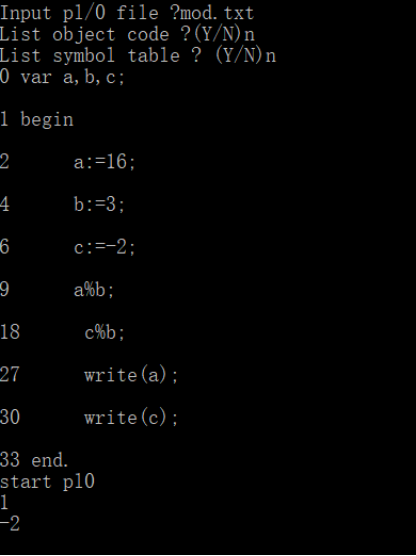 Input pl/0 file ?mod.txt
List object code ?(Y/N)n
List symbol table ? (Y/N)n
0 var a,b,c;
1 begin
2 a:=16;
4 b:=3;
6 c:=-2;
9 a%b;
18 c%b;
27 write(a);
30 write(c);
33 end.
start pl0
1
-2